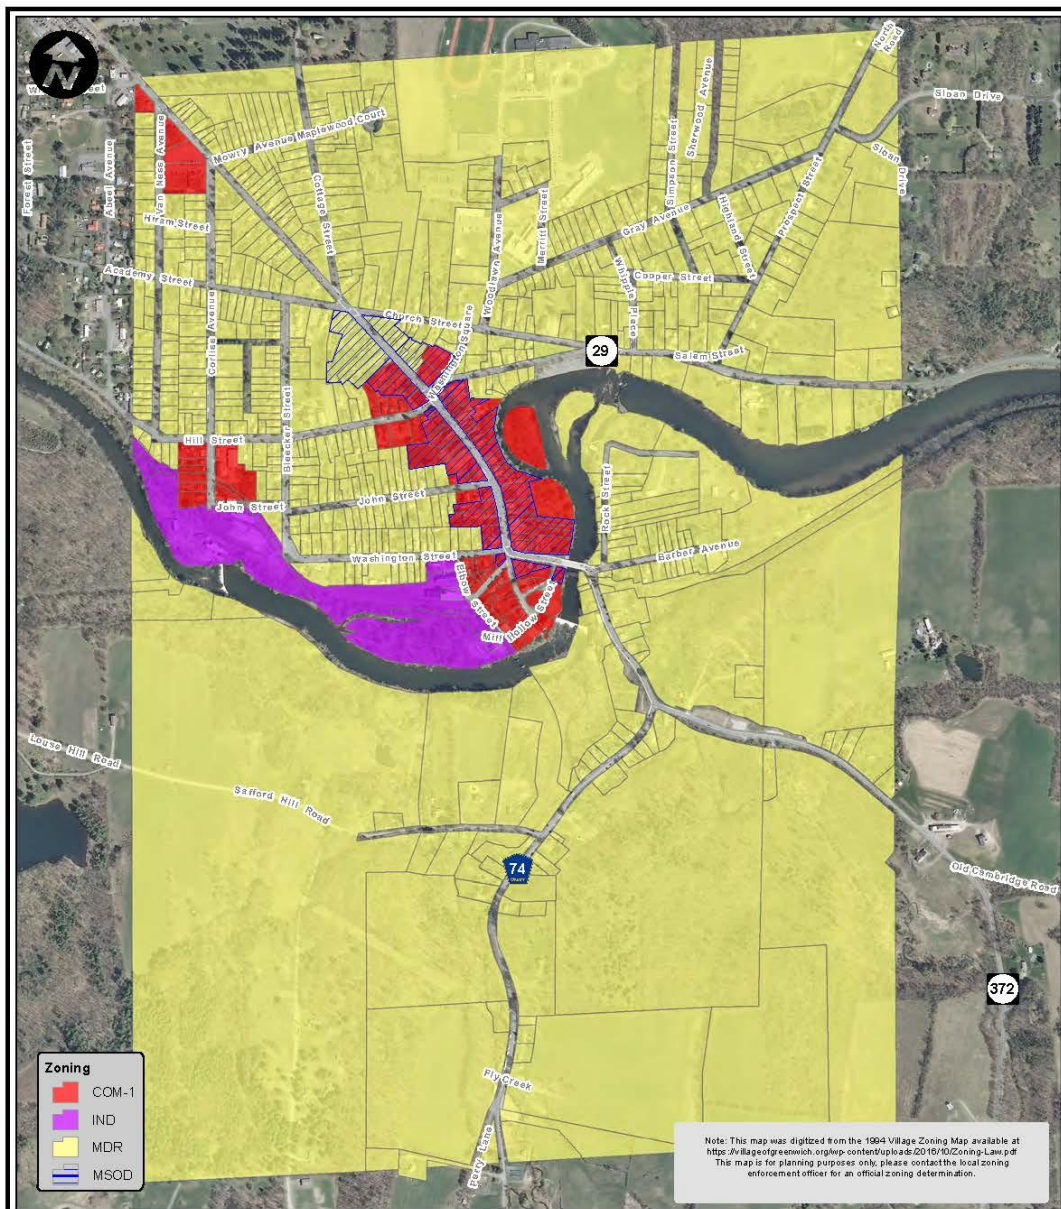 N
North Road
Sloan Drive
Sloan Drive
Forest Street
Abeel Avenue
Van Ness Avenue
Mowry Avenue
Maplewood Court
Cottage Street
Simpson Street
Sherwood Avenue
Hiram Street
Merritt Street
Gray Avenue
Highland Street
Prospect Street
Academy Street
Corliss Avenue
Woodlawn Avenue
Whipple Place
Cooper Street
Church Street
Washington Square
29
Salem Street
Hill Street
Bleecker Street
John Street
John Street
Rock Street
Washington Street
Barber Avenue
Elbow Street
Mill Hollow Street
Louse Hill Road
Safford Hill Road
74
COUNTY
Old Cambridge Road
372
Fly Creek
Perry Lane
Zoning
COM-1
IND
MDR
MSOD
Note: This map was digitized from the 1994 Village Zoning Map available at
https://villageofgreenwich.org/wp-content/uploads/2016/10/Zoning-Law.pdf
This map is for planning purposes only, please contact the local zoning
enforcement officer for an official zoning determination.